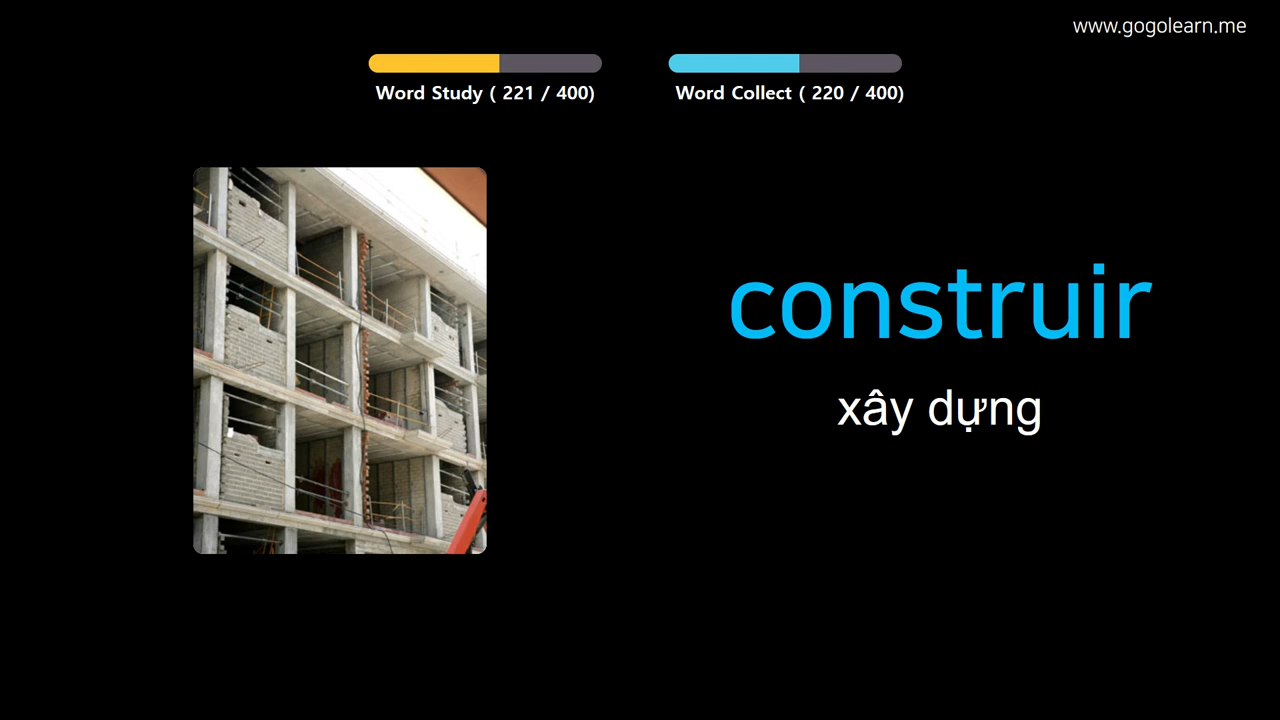 www.gogolearn.me
Word Study ( 221 / 400)
Word Collect ( 220 / 400)
construir
xây dựng